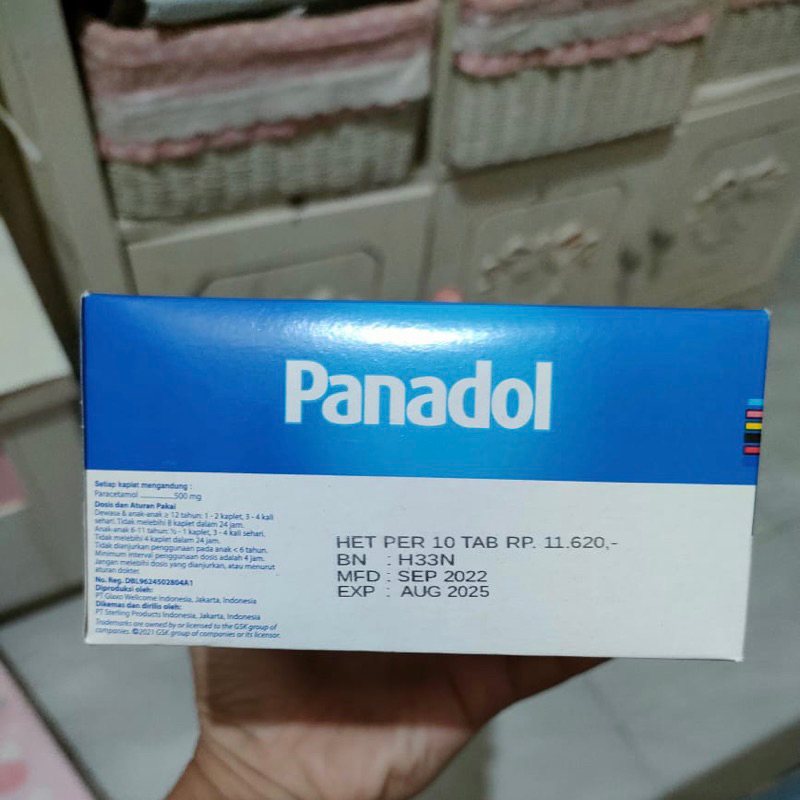 Panadol
Setiap kaplet mengandung :
Paracetamol ................500 mg
Dosis dan Aturan Pakai
Dewasa & anak-anak ≥ 12 tahun: 1 - 2 kaplet, 3 - 4 kali
sehari. Tidak melebihi 8 kaplet dalam 24 jam.
Anak-anak 6-11 tahun: ½ - 1 kaplet, 3 - 4 kali sehari.
Tidak melebihi 4 kaplet dalam 24 jam.
Tidak dianjurkan penggunaan pada anak < 6 tahun.
Minimum interval penggunaan dosis adalah 4 jam.
Jangan melebihi dosis yang dianjurkan, atau menurut
aturan dokter.
No. Reg. DBL9624502804A1
Diproduksi oleh:
PT Glaxo Wellcome Indonesia, Jakarta, Indonesia
Dikemas dan dirilis oleh:
PT Sterling Products Indonesia, Jakarta, Indonesia
Trademarks are owned by or licensed to the GSK group of
companies. ©2021 GSK group of companies or its licensor.
HET PER 10 TAB RP. 11.620,-
BN : H33N
MFD : SEP 2022
EXP : AUG 2025